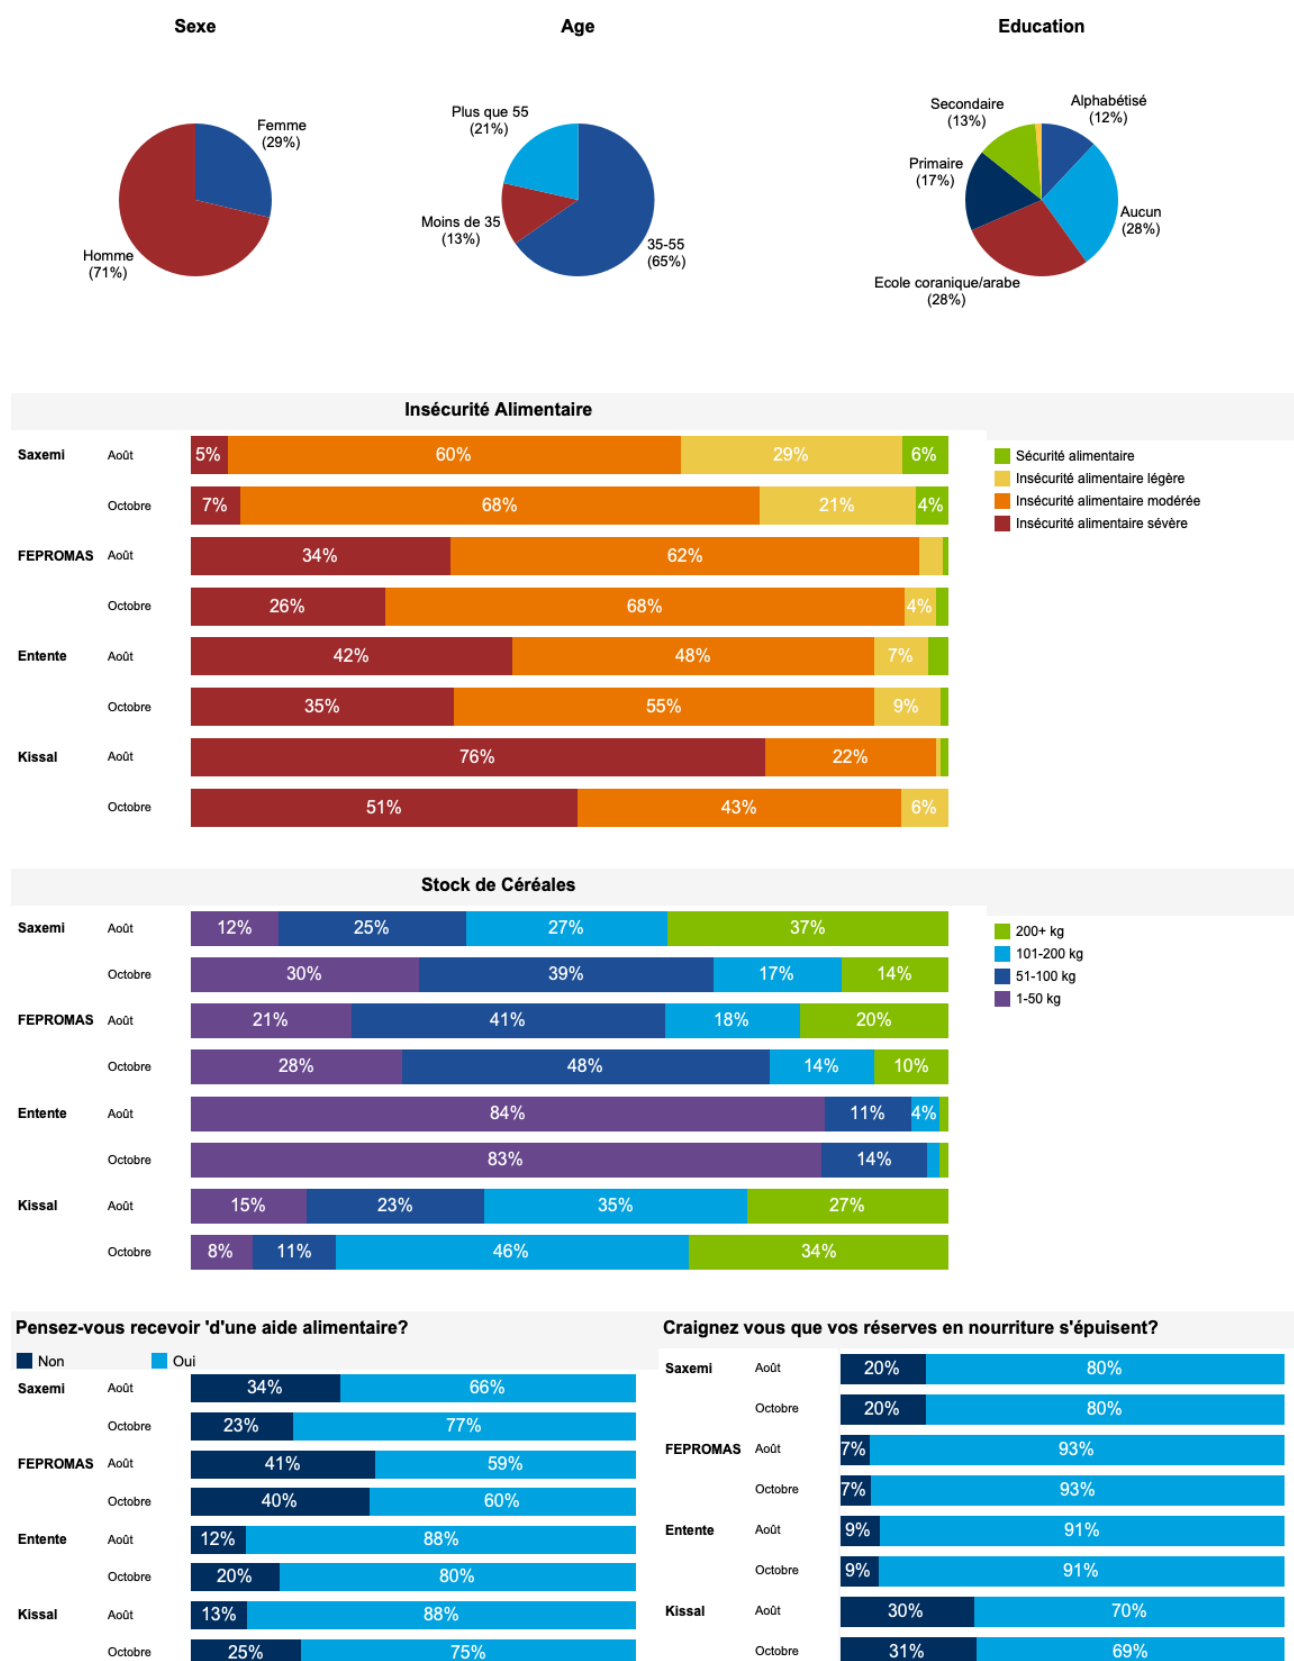 Sexe
Age
Education
Femme
(29%)
Homme
(71%)
Plus que 55
(21%)
Moins de 35
(13%)
35-55
(65%)
Secondaire
(13%)
Alphabétisé
(12%)
Primaire
(17%)
Aucun
(28%)
Ecole coranique/arabe
(28%)
Insécurité Alimentaire
Saxemi Août 5% 60% 29% 6%
Octobre 7% 68% 21% 4%
FEPROMAS Août 34% 62%
Octobre 26% 68% 4%
Entente Août 42% 48% 7%
Octobre 35% 55% 9%
Kissal Août 76% 22%
Octobre 51% 43% 6%
Sécurité alimentaire
Insécurité alimentaire légère
Insécurité alimentaire modérée
Insécurité alimentaire sévère
Stock de Céréales
Saxemi Août 12% 25% 27% 37%
Octobre 30% 39% 17% 14%
FEPROMAS Août 21% 41% 18% 20%
Octobre 28% 48% 14% 10%
Entente Août 84% 11% 4%
Octobre 83% 14%
Kissal Août 15% 23% 35% 27%
Octobre 8% 11% 46% 34%
200+ kg
101-200 kg
51-100 kg
1-50 kg
Pensez-vous recevoir 'd'une aide alimentaire?
Non Oui
Saxemi Août 34% 66%
Octobre 23% 77%
FEPROMAS Août 41% 59%
Octobre 40% 60%
Entente Août 12% 88%
Octobre 20% 80%
Kissal Août 13% 88%
Octobre 25% 75%
Craignez vous que vos réserves en nourriture s'épuisent?
Saxemi Août 20% 80%
Octobre 20% 80%
FEPROMAS Août 7% 93%
Octobre 7% 93%
Entente Août 9% 91%
Octobre 9% 91%
Kissal Août 30% 70%
Octobre 31% 69%